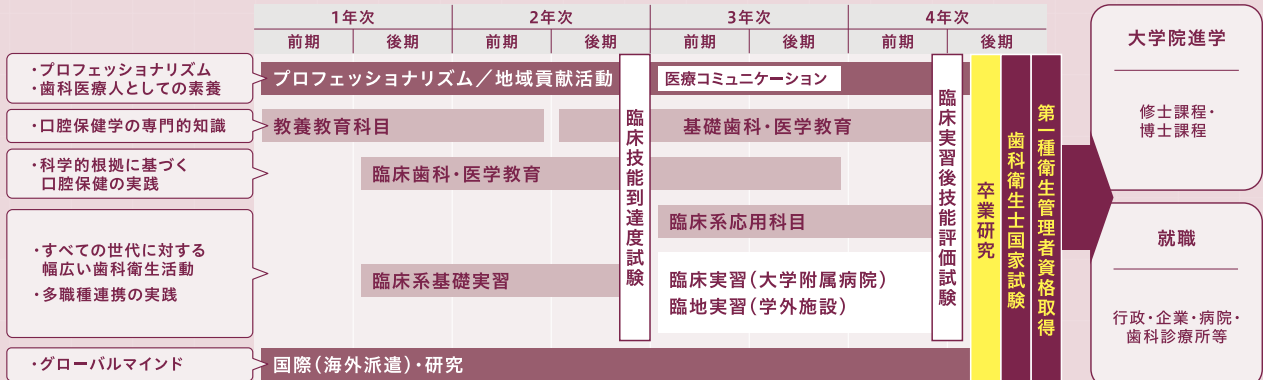 1年次
2年次
3年次
4年次
前期
後期
前期
後期
前期
後期
前期
後期
・プロフェッショナリズム
・歯科医療人としての素養
プロフェッショナリズム／地域貢献活動
医療コミュニケーション
・口腔保健学の専門的知識
教養教育科目
基礎歯科・医学教育
・科学的根拠に基づく
口腔保健の実践
臨床歯科・医学教育
・すべての世代に対する
幅広い歯科衛生活動
・多職種連携の実践
臨床系応用科目
臨床系基礎実習
臨床実習（大学附属病院）
臨地実習（学外施設）
・グローバルマインド
国際（海外派遣）・研究
臨床技能到達度試験
臨床実習後技能評価試験
卒業研究
歯科衛生士国家試験
第一種衛生管理者資格取得
大学院進学
修士課程・
博士課程
就職
行政・企業・病院・
歯科診療所等